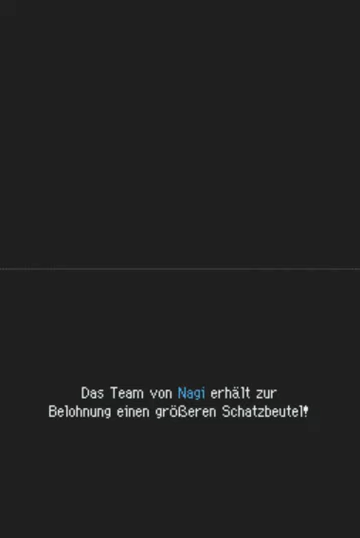 Das Team von Nagi erhält zur
Belohnung einen größeren Schatzbeutel!